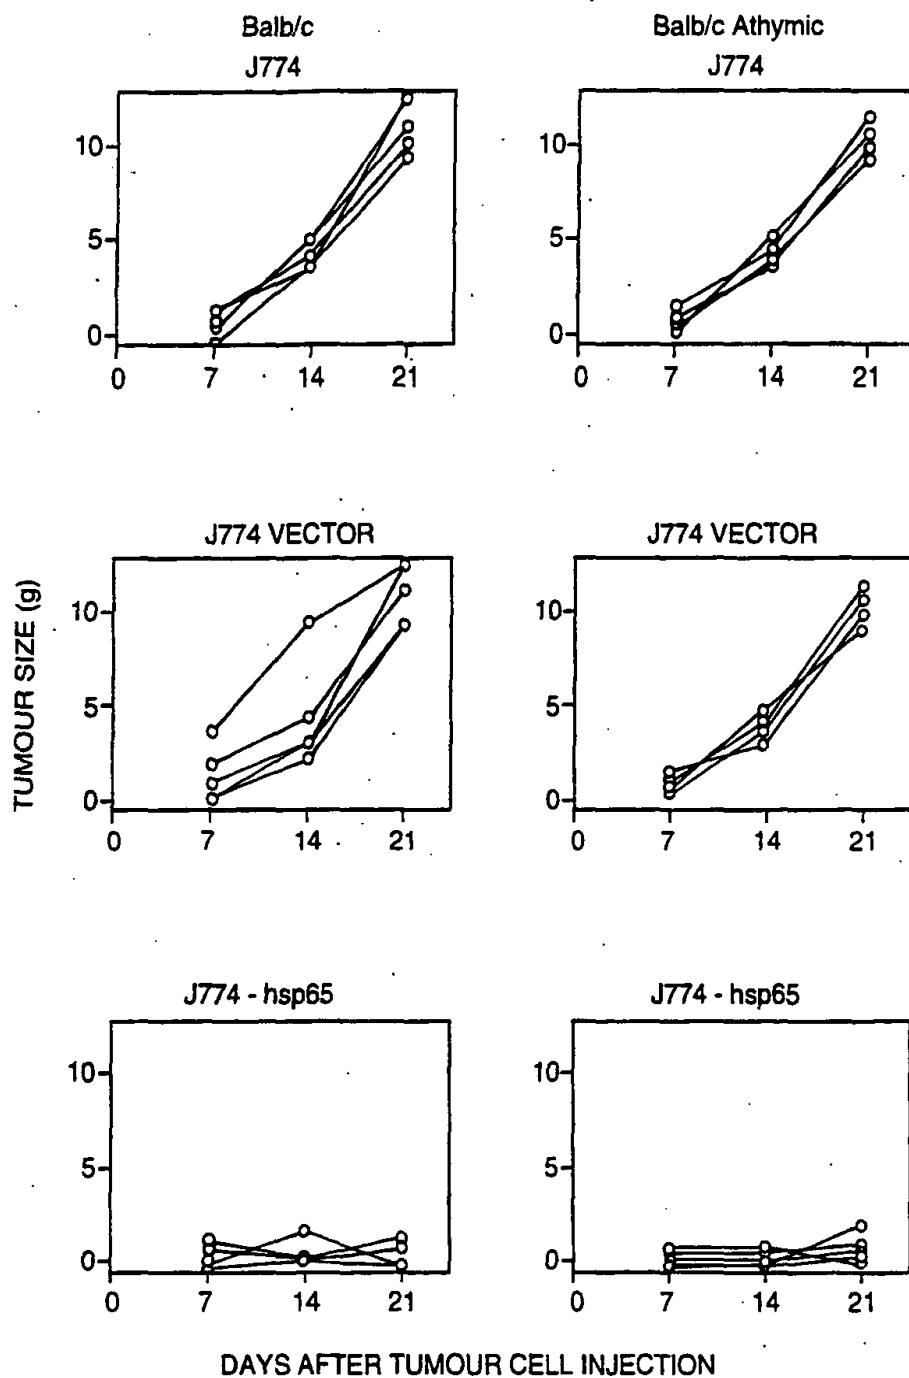 Balb/c
Balb/c Athymic
J774
J774
10
5
0
0 7 14 21
10
5
0
0 7 14 21
J774 VECTOR
J774 VECTOR
TUMOUR SIZE (g)
10
5
0
0 7 14 21
10
5
0
0 7 14 21
J774 - hsp65
J774 - hsp65
10
5
0
0 7 14 21
10
5
0
0 7 14 21
DAYS AFTER TUMOUR CELL INJECTION